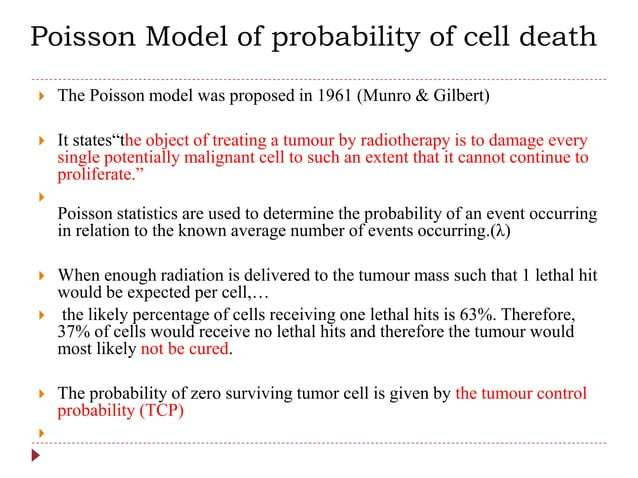 Poisson Model of probability of cell death
The Poisson model was proposed in 1961 (Munro & Gilbert)
It states“the object of treating a tumour by radiotherapy is to damage every
single potentially malignant cell to such an extent that it cannot continue to
proliferate.”
Poisson statistics are used to determine the probability of an event occurring
in relation to the known average number of events occurring.(λ)
When enough radiation is delivered to the tumour mass such that 1 lethal hit
would be expected per cell,…
the likely percentage of cells receiving one lethal hits is 63%. Therefore,
37% of cells would receive no lethal hits and therefore the tumour would
most likely not be cured.
The probability of zero surviving tumor cell is given by the tumour control
probability (TCP)